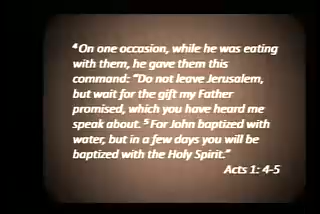 ⁴On one occasion, while he was eating
with them, he gave them this
command: "Do not leave Jerusalem,
but wait for the gift my Father
promised, which you have heard me
speak about. ⁵ For John baptized with
water, but in a few days you will be
baptized with the Holy Spirit."
Acts 1: 4-5